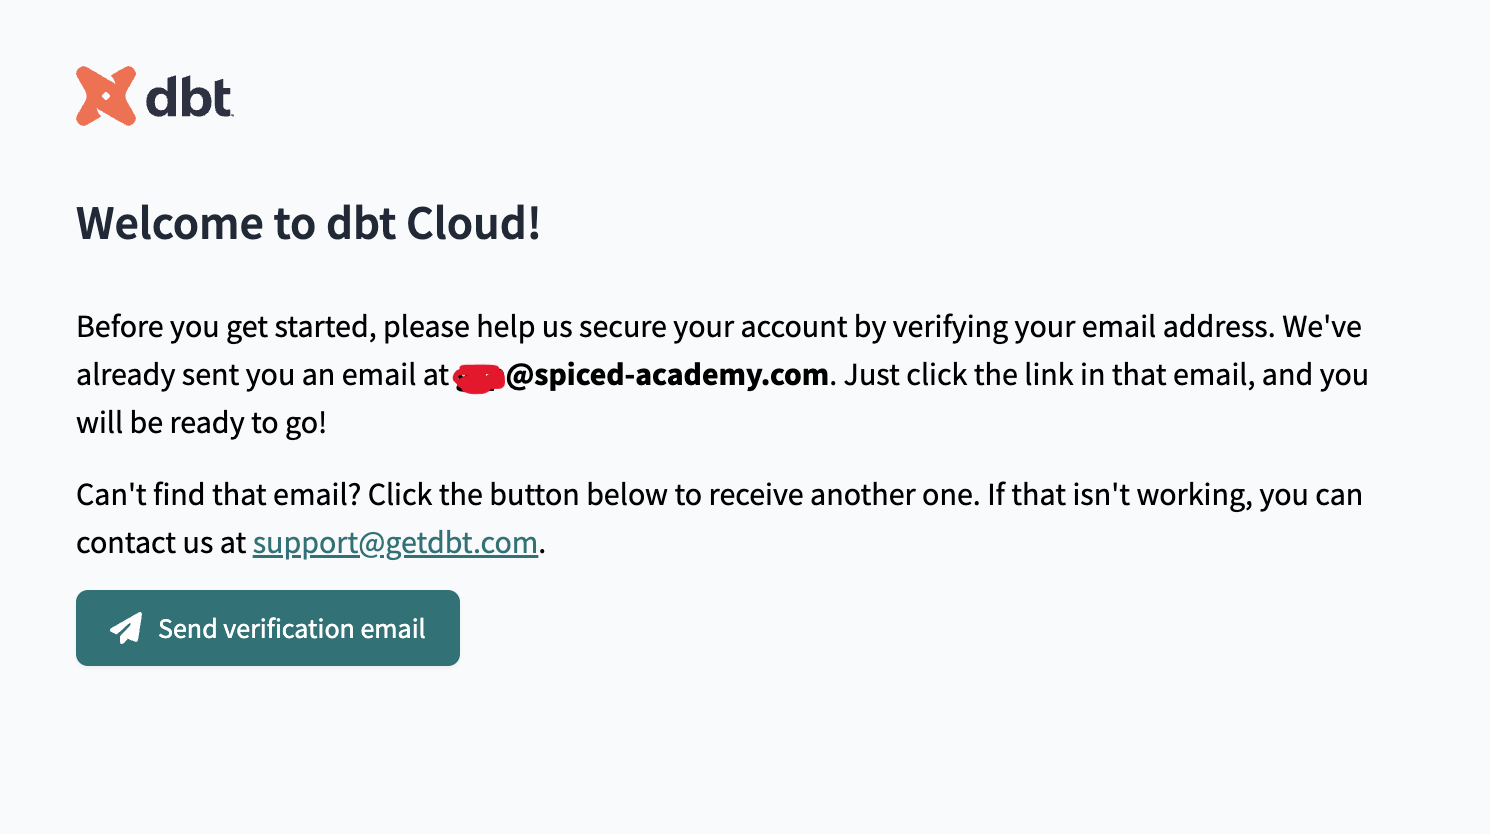 dbt
Welcome to dbt Cloud!
Before you get started, please help us secure your account by verifying your email address. We've
already sent you an email at @spiced-academy.com. Just click the link in that email, and you
will be ready to go!
Can't find that email? Click the button below to receive another one. If that isn't working, you can
contact us at support@getdbt.com.
Send verification email